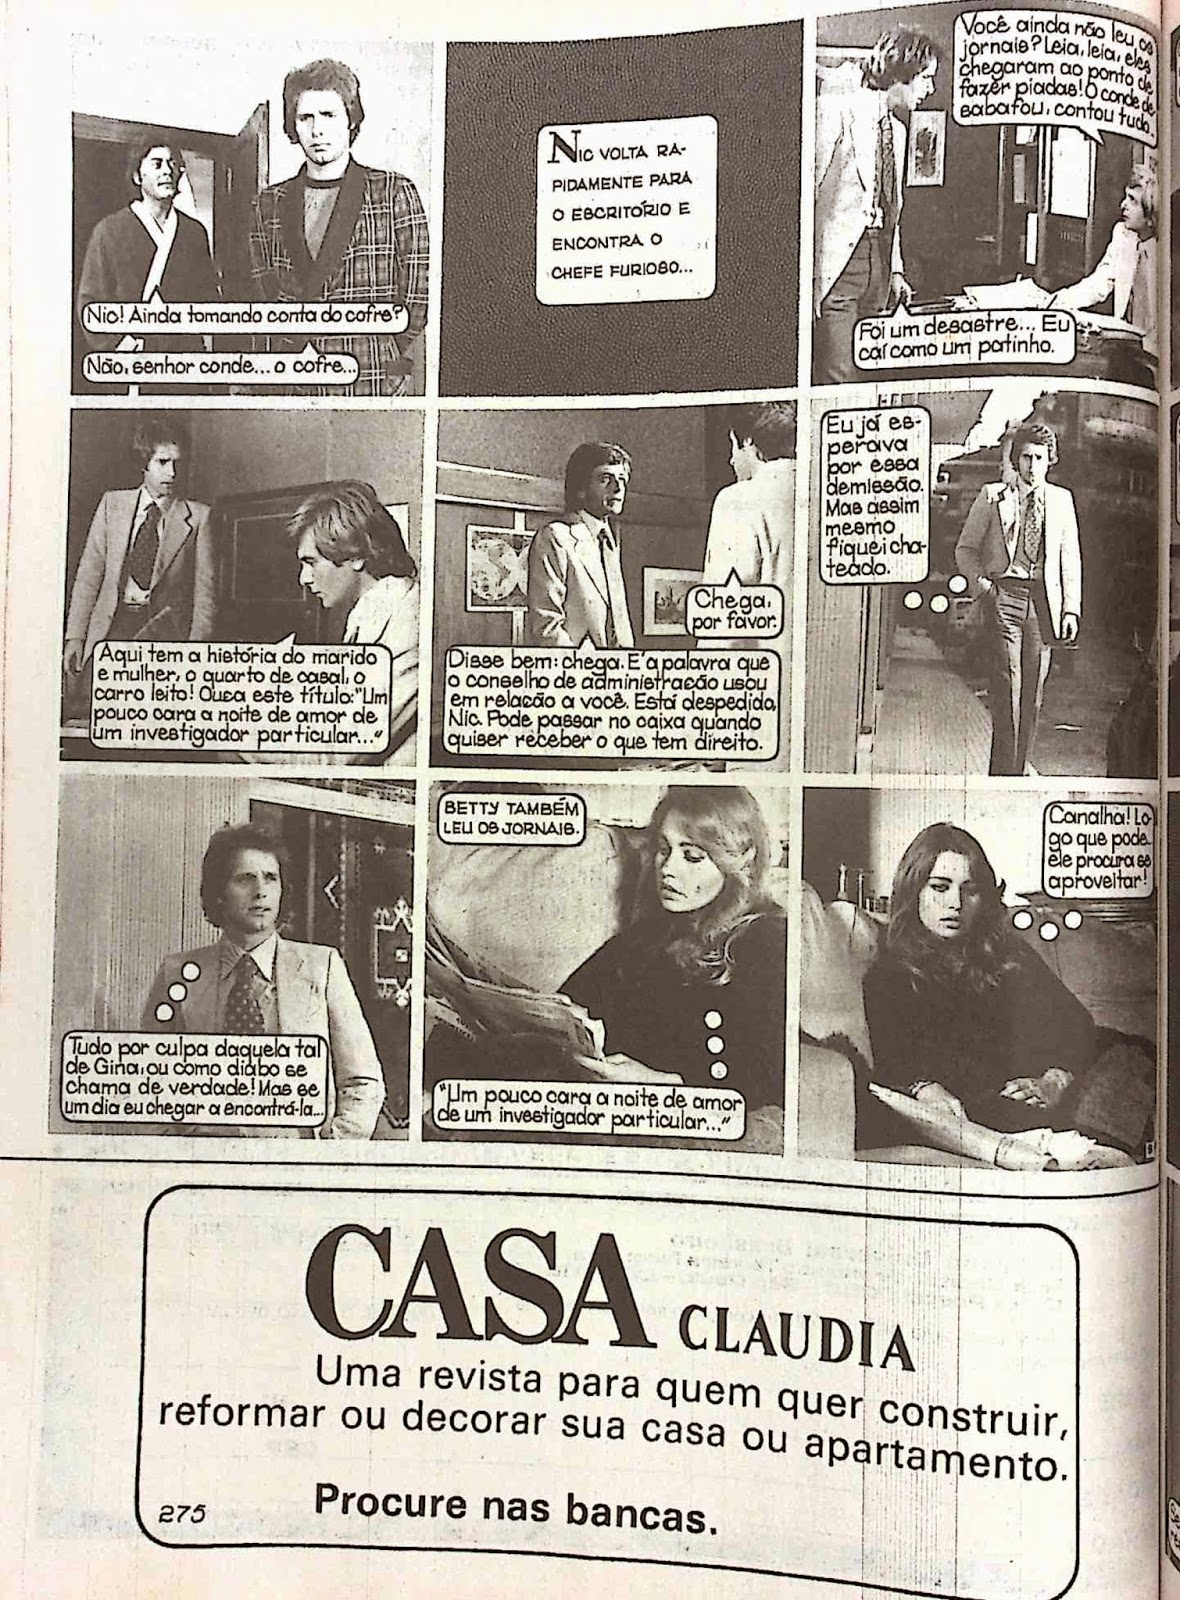 Nic! Ainda tomando conta do cofre?
Não, senhor conde... o cofre...
NIC VOLTA RA-
PIDAMENTE PARA
O ESCRITÓRIO E
ENCONTRA O
CHEFE FURIOSO...
Você ainda não leu os
jornais? Leia, leia, eles
chegaram ao ponto de
fazer piadas! O conde de
sabafou, contou tudo.
Foi um desastre... Eu
caí como um patinho.
Aqui tem a história do marido
e mulher, o quarto de casal, o
carro leito! Ouça este título: "Um
pouco cara a noite de amor de
um investigador particular..."
Chega,
por favor.
Disse bem: chega. E' a palavra que
o conselho de administração usou
em relação a você. Está despedido,
Nic. Pode passar no caixa quando
quiser receber o que tem direito.
Eu já es-
perava
por essa
demissão.
Mas assim
mesmo
fiquei cha-
teado.
Tudo por culpa daquela tal
de Gina, ou como diabo se
chama de verdade! Mas se
um dia eu chegar a encontrá-la...
BETTY TAMBÉM
LEU OS JORNAIS.
"Um pouco cara a noite de amor
de um investigador particular..."
Canalha! Lo-
go que pode
ele procura se
aproveitar!
CASA CLAUDIA
Uma revista para quem quer construir,
reformar ou decorar sua casa ou apartamento.
Procure nas bancas.
275